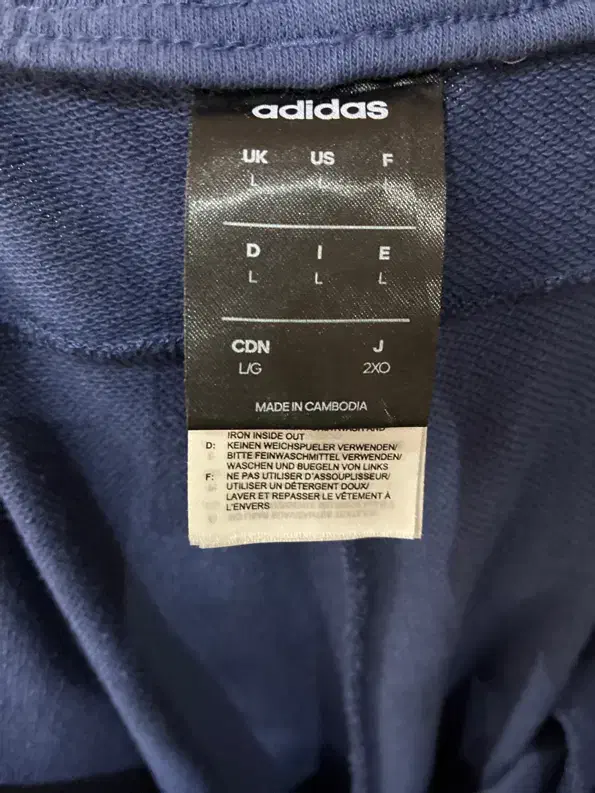 adidas
UK US F
L L L
D I E
L L L
CDN J
L/G 2XO
MADE IN CAMBODIA
IRON INSIDE OUT
D: KEINEN WEICHSPUELER VERWENDEN/
BITTE FEINWASCHMITTEL VERWENDEN/
WASCHEN UND BUEGELN VON LINKS
F: NE PAS UTILISER D'ASSOUPLISSEUR/
UTILISER UN DÉTERGENT DOUX/
LAVER ET REPASSER LE VÊTEMENT À
L'ENVERS